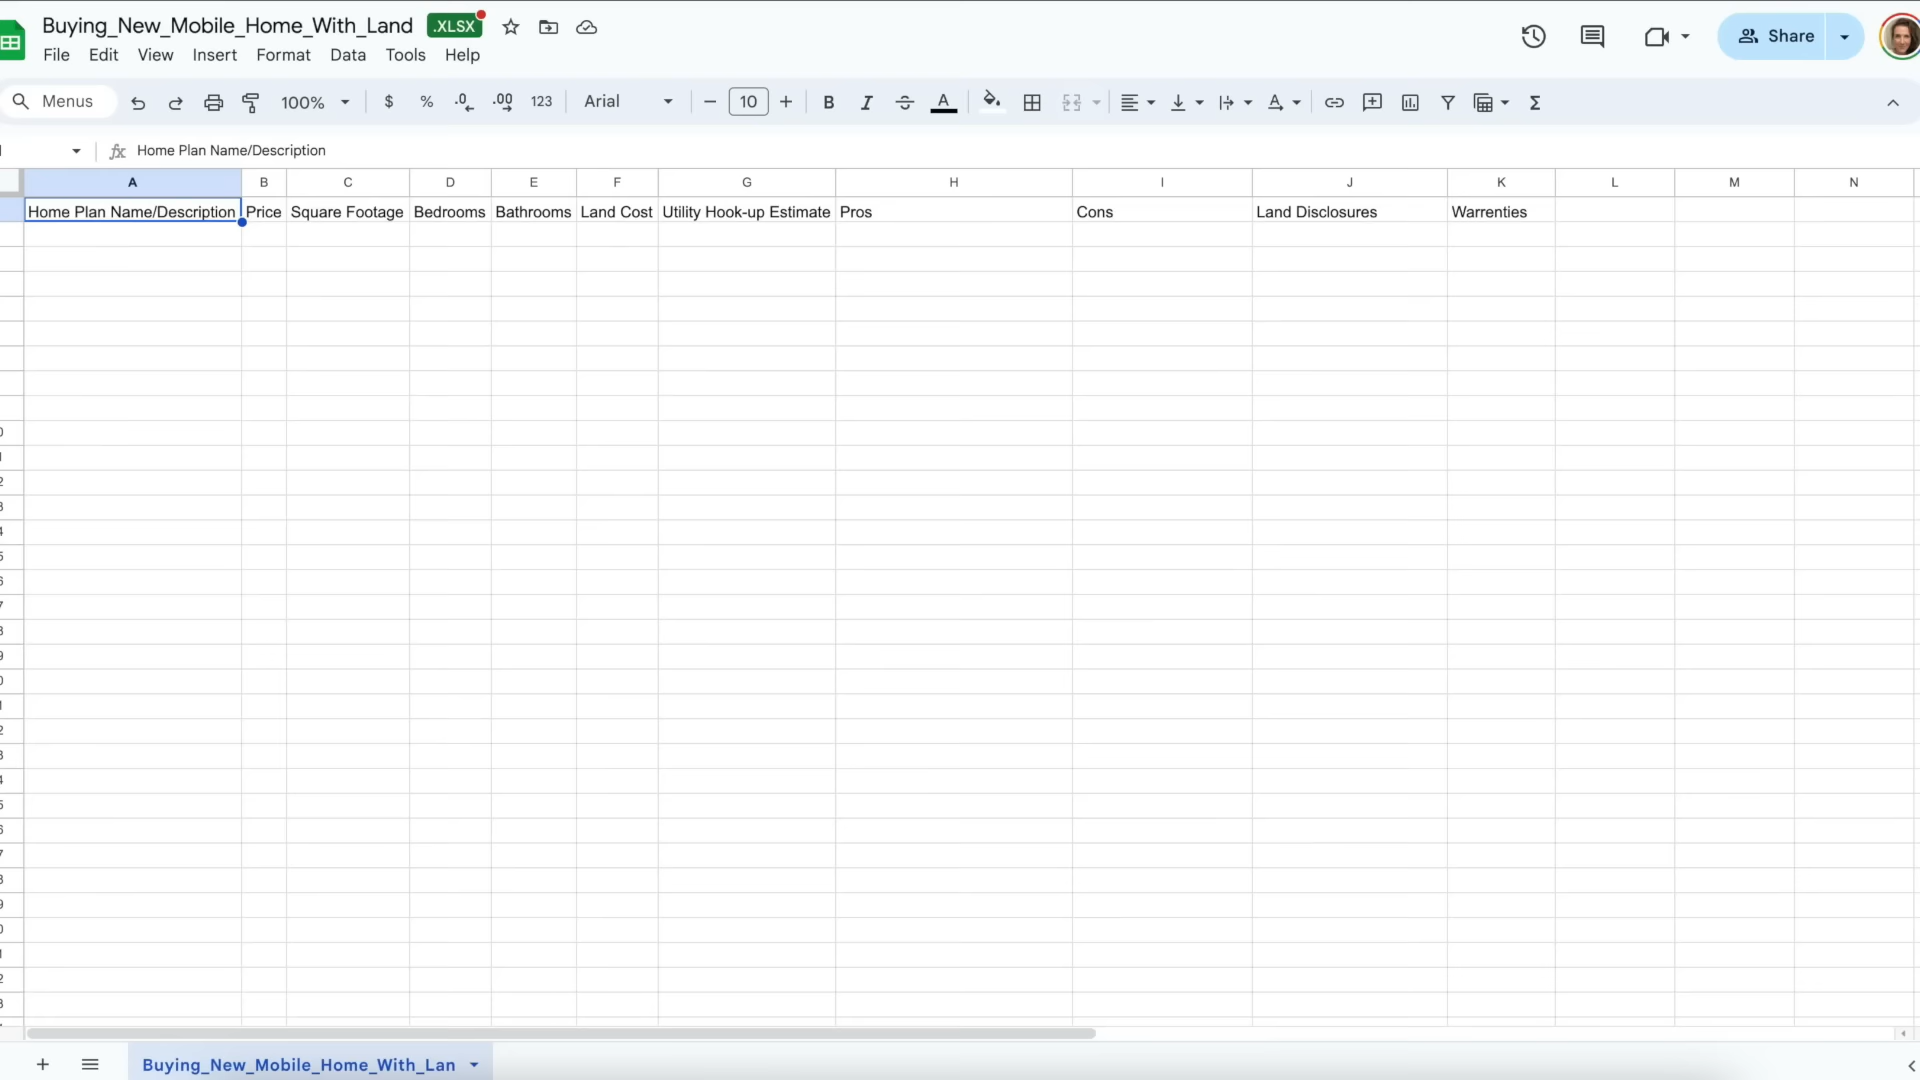 Buying_New_Mobile_Home_With_Land .XLSX
File Edit View Insert Format Data Tools Help
Share
Menus 100% $ % .0 .00 123 Arial 10 B I A
fx Home Plan Name/Description
A B C D E F G H I J K L M N
Home Plan Name/Description Price Square Footage Bedrooms Bathrooms Land Cost Utility Hook-up Estimate Pros Cons Land Disclosures Warrenties
Buying_New_Mobile_Home_With_Lan